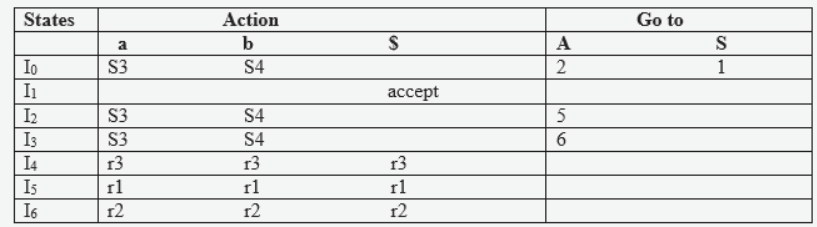 States Action Go to
a b $ A S
I0 S3 S4 2 1
I1 accept
I2 S3 S4 5
I3 S3 S4 6
I4 r3 r3 r3
I5 r1 r1 r1
I6 r2 r2 r2